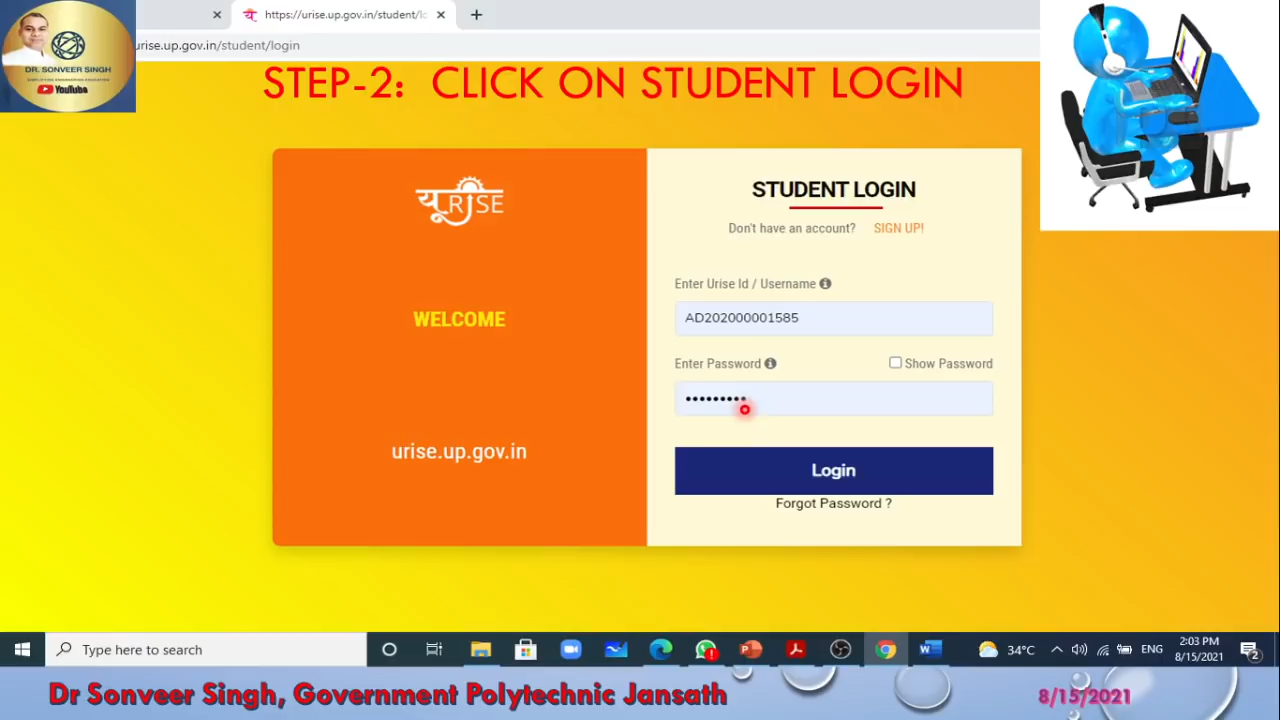 https://urise.up.gov.in/student/lo
urise.up.gov.in/student/login
DR. SONVEER SINGH
YouTube
STEP-2: CLICK ON STUDENT LOGIN
यूRISE
WELCOME
urise.up.gov.in
STUDENT LOGIN
Don't have an account? SIGN UP!
Enter Urise Id / Username
AD202000001585
Enter Password Show Password
Login
Forgot Password ?
Type here to search
34°C ENG
2:03 PM
8/15/2021
2
Dr Sonveer Singh, Government Polytechnic Jansath
8/15/2021